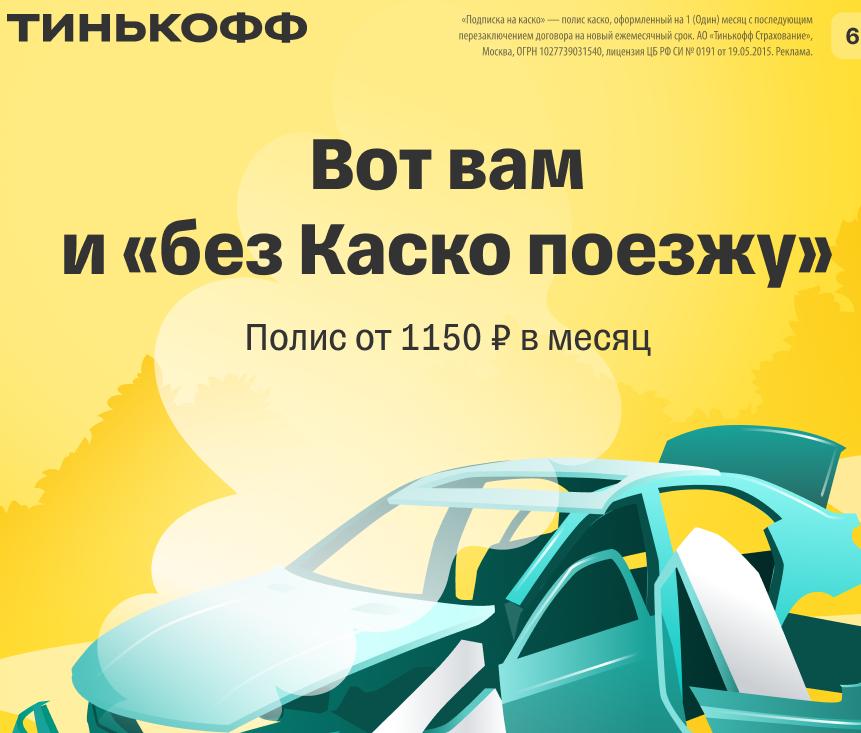 ТИНЬКОФФ
«Подписка на каско» — полис каско, оформленный на 1 (Один) месяц с последующим
перезаключением договора на новый ежемесячный срок. АО «Тинькофф Страхование»,
Москва, ОГРН 1027739031540, лицензия ЦБ РФ СИ № 0191 от 19.05.2015. Реклама.
6
Вот вам
и «без Каско поезжу»
Полис от 1150 ₽ в месяц